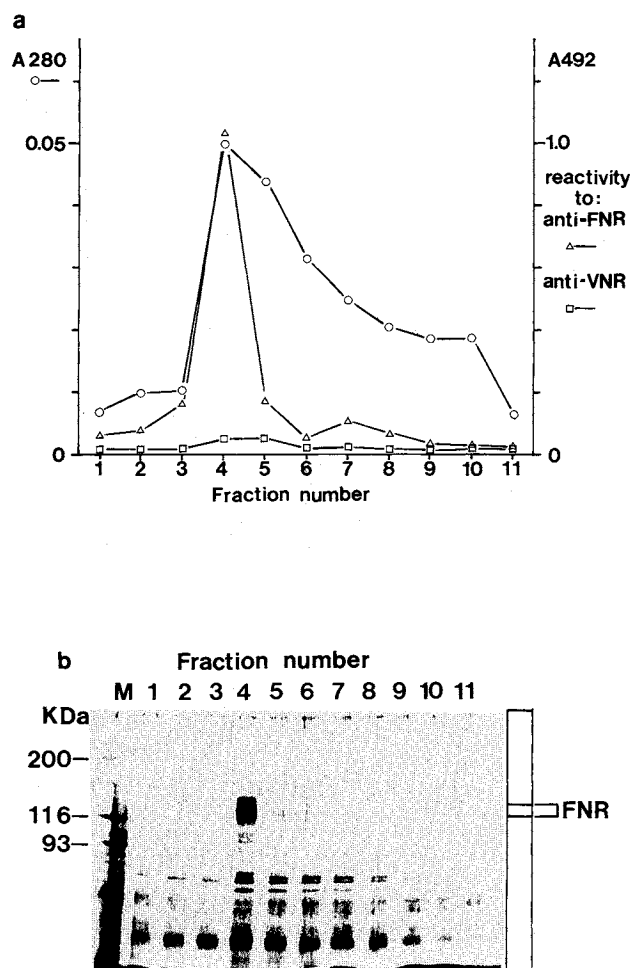 a
A 280
A492
0.05
1.0
reactivity
to:
anti-FNR
anti-VNR
0
0
1 2 3 4 5 6 7 8 9 10 11
Fraction number
b
Fraction number
M 1 2 3 4 5 6 7 8 9 10 11
KDa
200
116
FNR
93